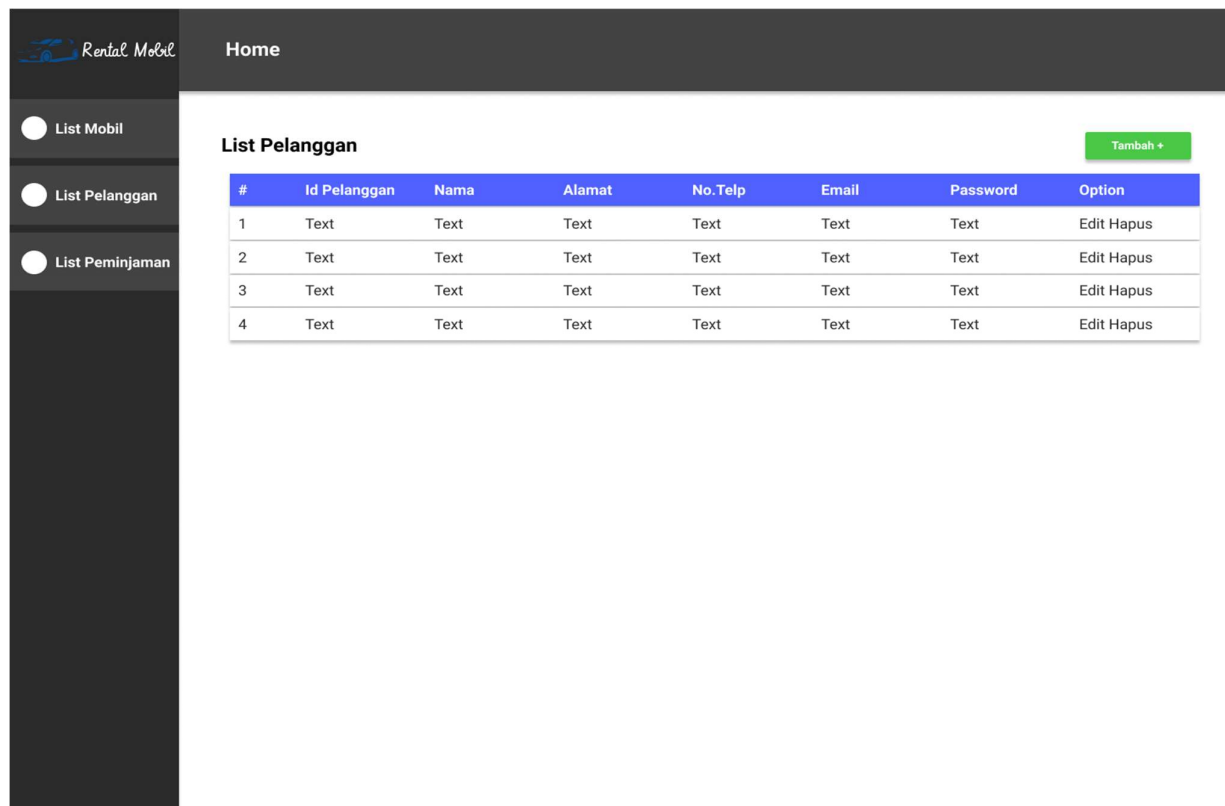 Rental Mobil
Home
List Mobil
List Pelanggan
List Peminjaman
List Pelanggan
Tambah +
# Id Pelanggan Nama Alamat No.Telp Email Password Option
1 Text Text Text Text Text Text Edit Hapus
2 Text Text Text Text Text Text Edit Hapus
3 Text Text Text Text Text Text Edit Hapus
4 Text Text Text Text Text Text Edit Hapus